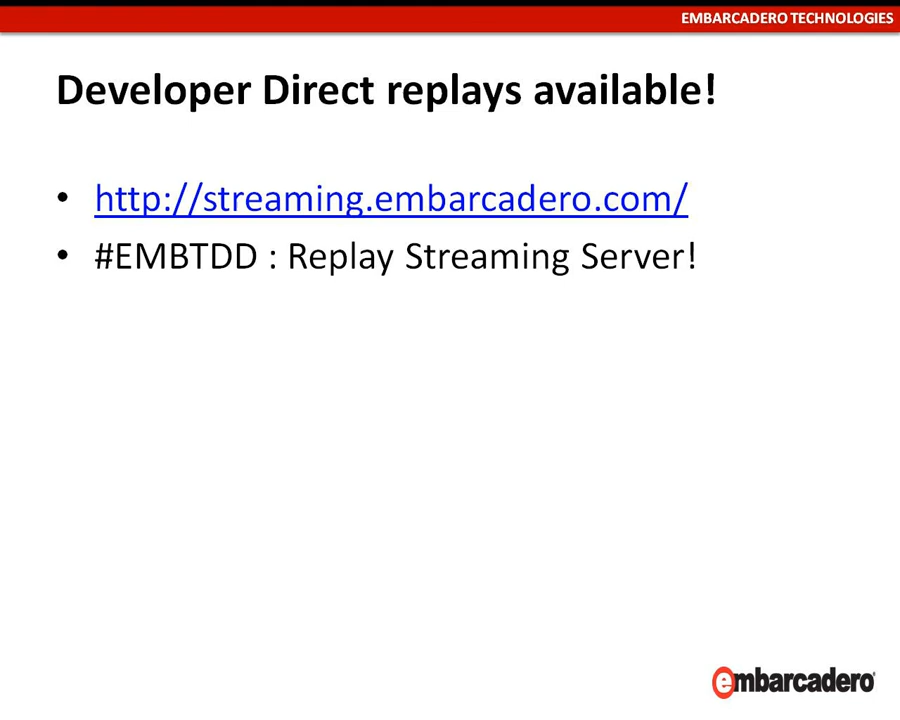 EMBARCADERO TECHNOLOGIES
Developer Direct replays available!
• http://streaming.embarcadero.com/
• #EMBTDD : Replay Streaming Server!
embarcadero